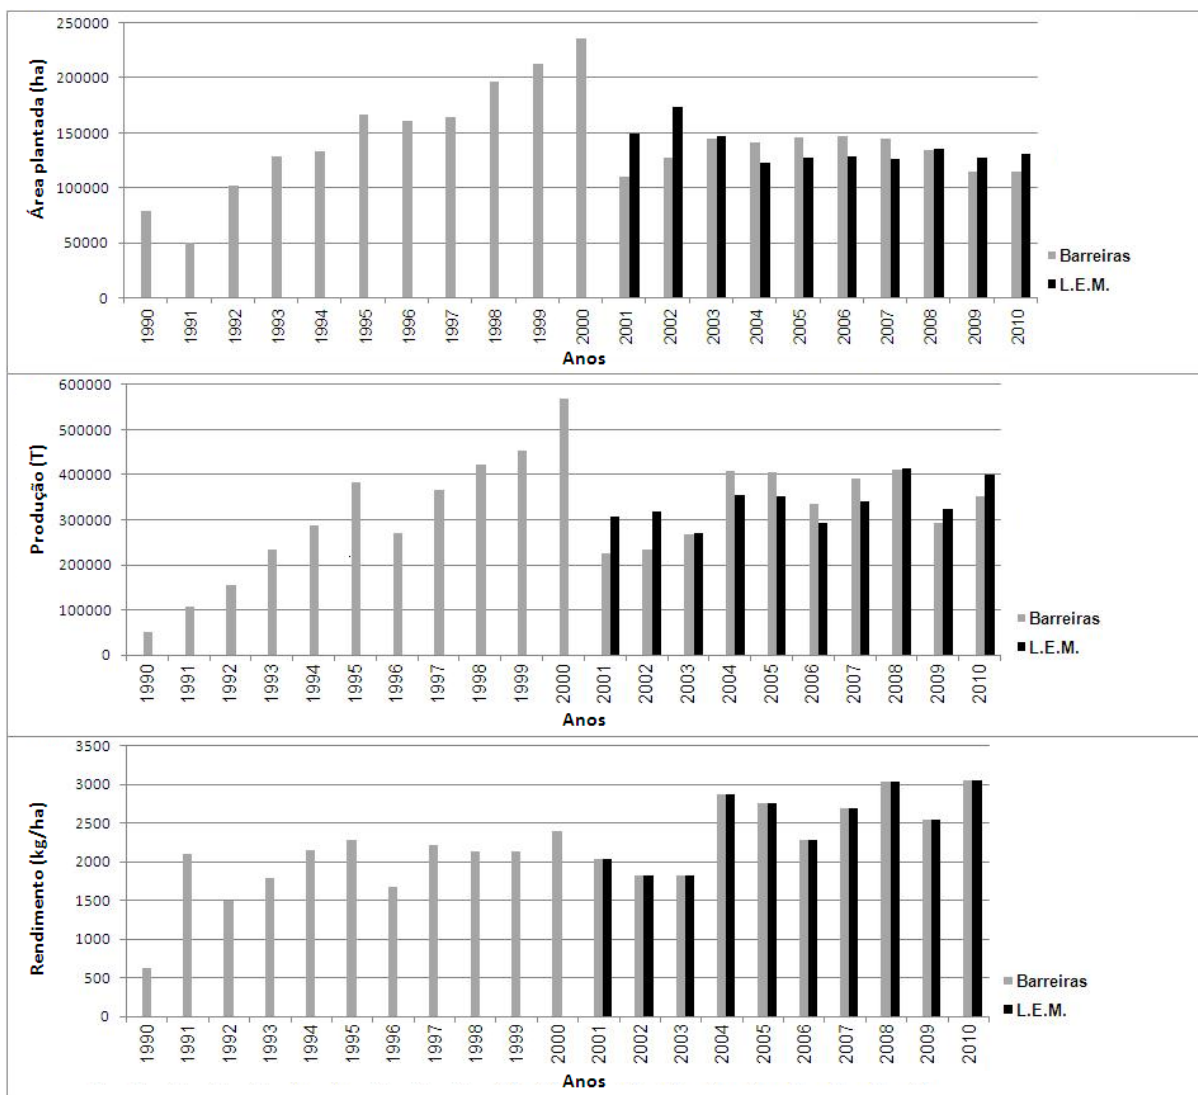 Área plantada (ha)
250000
200000
150000
100000
50000
0
1990 1991 1992 1993 1994 1995 1996 1997 1998 1999 2000 2001 2002 2003 2004 2005 2006 2007 2008 2009 2010
Anos
Barreiras
L.E.M.
Produção (T)
600000
500000
400000
300000
200000
100000
0
1990 1991 1992 1993 1994 1995 1996 1997 1998 1999 2000 2001 2002 2003 2004 2005 2006 2007 2008 2009 2010
Anos
Barreiras
L.E.M.
Rendimento (kg/ha)
3500
3000
2500
2000
1500
1000
500
0
1990 1991 1992 1993 1994 1995 1996 1997 1998 1999 2000 2001 2002 2003 2004 2005 2006 2007 2008 2009 2010
Anos
Barreiras
L.E.M.